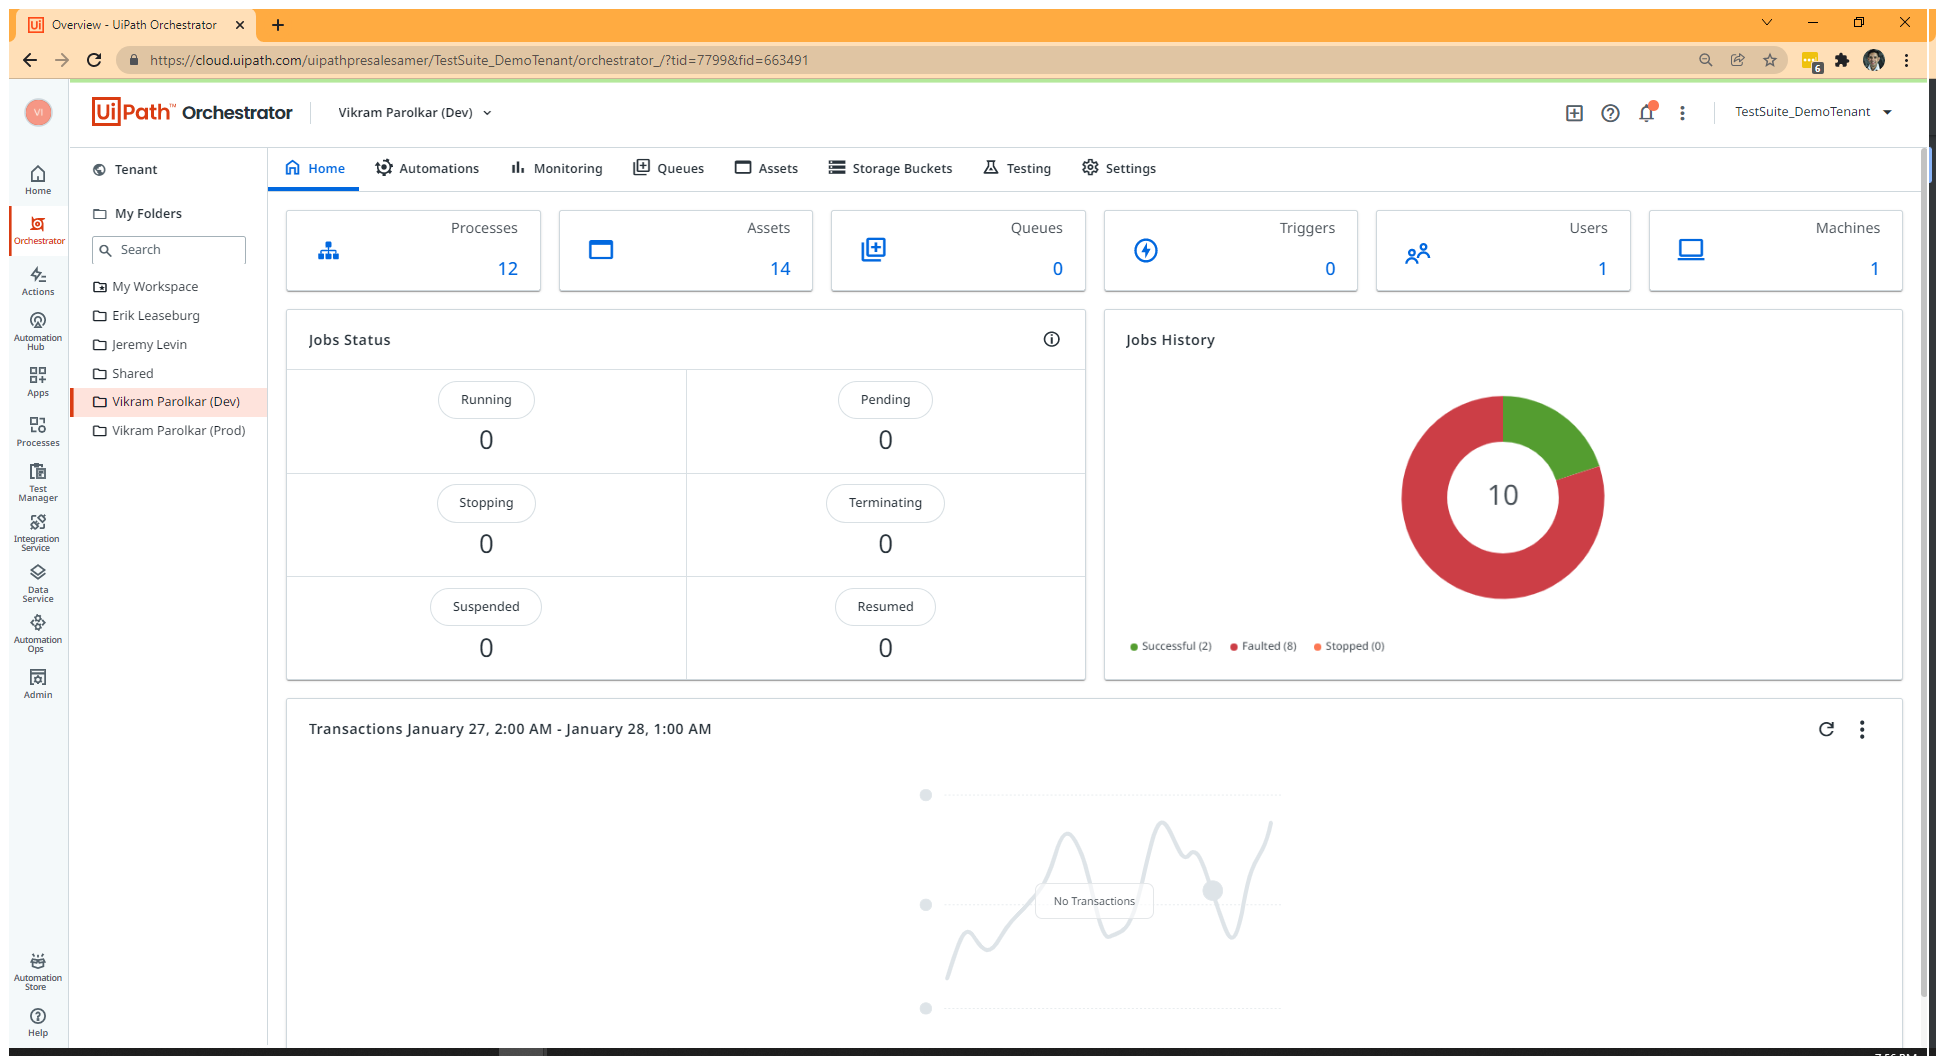 Ui Overview - UiPath Orchestrator
https://cloud.uipath.com/uipathpresalesamer/TestSuite_DemoTenant/orchestrator_/?tid=7799&fid=663491
6
VI
UiPath™ Orchestrator
Vikram Parolkar (Dev)
TestSuite_DemoTenant
Home
Orchestrator
Actions
Automation
Hub
Apps
Processes
Test
Manager
Integration
Service
Data
Service
Automation
Ops
Admin
Automation
Store
Help
Tenant
My Folders
Search
My Workspace
Erik Leaseburg
Jeremy Levin
Shared
Vikram Parolkar (Dev)
Vikram Parolkar (Prod)
Home Automations Monitoring Queues Assets Storage Buckets Testing Settings
Processes
12
Assets
14
Queues
0
Triggers
0
Users
1
Machines
1
Jobs Status
Running
0
Pending
0
Stopping
0
Terminating
0
Suspended
0
Resumed
0
Jobs History
10
Successful (2) Faulted (8) Stopped (0)
Transactions January 27, 2:00 AM - January 28, 1:00 AM
No Transactions